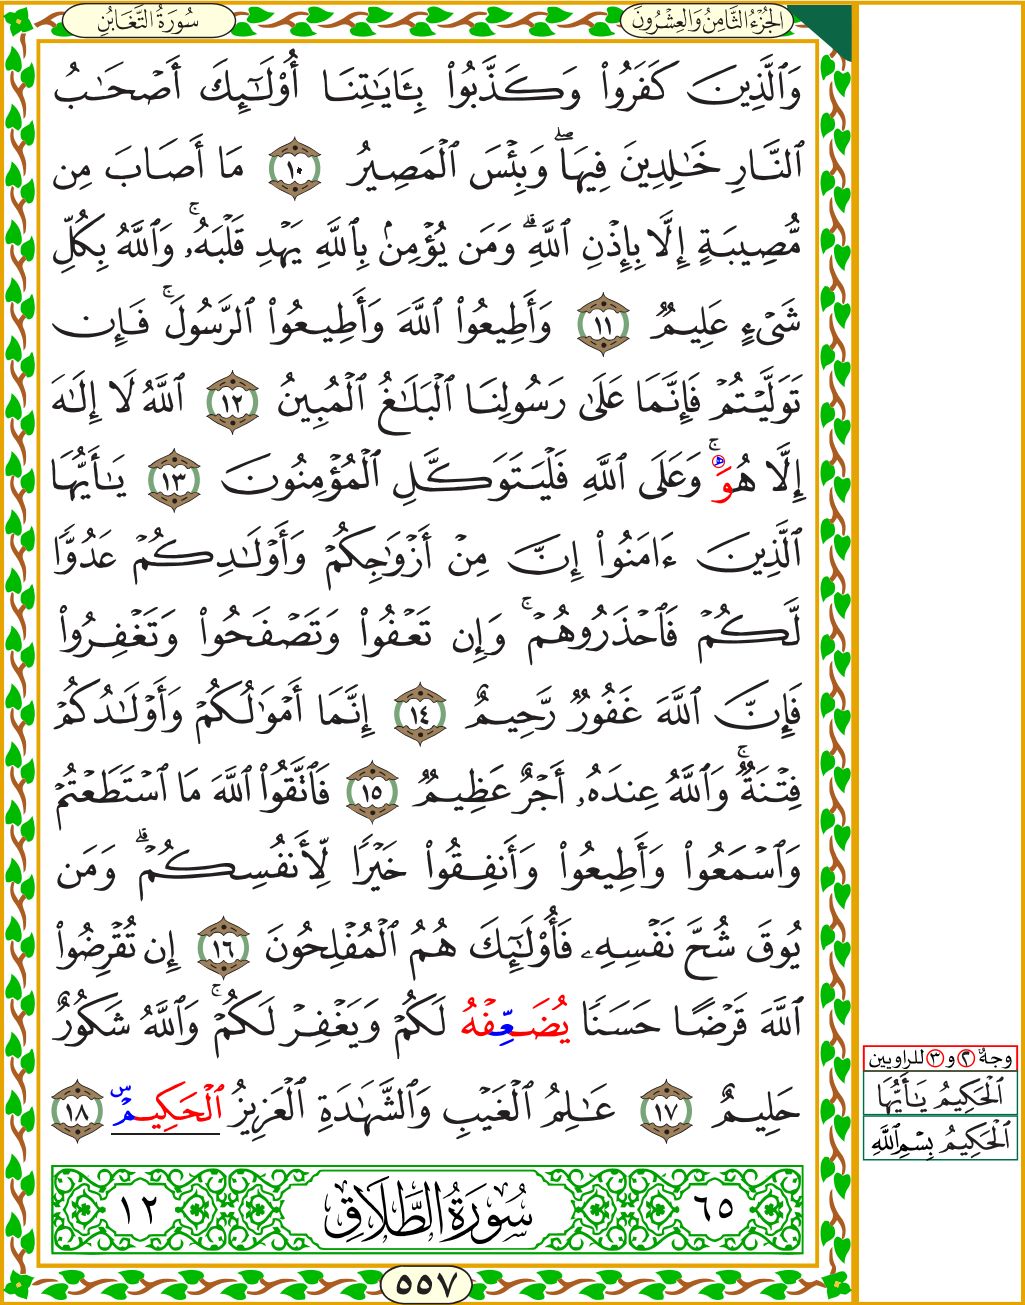 الجُزْءُ الثَّامِنُ وَالعِشْرُونَ
سُورَةُ التَّغَابُنِ
وَٱلَّذِينَ كَفَرُوا۟ وَكَذَّبُوا۟ بِـَٔايَـٰتِنَا أُو۟لَـٰٓئِكَ أَصْحَـٰبُ
ٱلنَّارِ خَـٰلِدِينَ فِيهَا ۖ وَبِئْسَ ٱلْمَصِيرُ ١٠ مَا أَصَابَ مِن
مُّصِيبَةٍ إِلَّا بِإِذْنِ ٱللَّهِ ۗ وَمَن يُؤْمِنۢ بِٱللَّهِ يَهْدِ قَلْبَهُۥ ۚ وَٱللَّهُ بِكُلِّ
شَىْءٍ عَلِيمٌ ١١ وَأَطِيعُوا۟ ٱللَّهَ وَأَطِيعُوا۟ ٱلرَّسُولَ ۚ فَإِن
تَوَلَّيْتُمْ فَإِنَّمَا عَلَىٰ رَسُولِنَا ٱلْبَلَـٰغُ ٱلْمُبِينُ ١٢ ٱللَّهُ لَا إِلَـٰهَ
إِلَّا هُوَ ۚ وَعَلَى ٱللَّهِ فَلْيَتَوَكَّلِ ٱلْمُؤْمِنُونَ ١٣ يَـٰأَيُّهَا
ٱلَّذِينَ ءَامَنُوا۟ إِنَّ مِنْ أَزْوَٰجِكُمْ وَأَوْلَـٰدِكُمْ عَدُوًّا
لَّكُمْ فَٱحْذَرُوهُمْ ۚ وَإِن تَعْفُوا۟ وَتَصْفَحُوا۟ وَتَغْفِرُوا۟
فَإِنَّ ٱللَّهَ غَفُورٌ رَّحِيمٌ ١٤ إِنَّمَا أَمْوَٰلُكُمْ وَأَوْلَـٰدُكُمْ
فِتْنَةٌ ۚ وَٱللَّهُ عِندَهُۥ أَجْرٌ عَظِيمٌ ١٥ فَٱتَّقُوا۟ ٱللَّهَ مَا ٱسْتَطَعْتُمْ
وَٱسْمَعُوا۟ وَأَطِيعُوا۟ وَأَنفِقُوا۟ خَيْرًا لِّأَنفُسِكُمْ ۗ وَمَن
يُوقَ شُحَّ نَفْسِهِۦ فَأُو۟لَـٰٓئِكَ هُمُ ٱلْمُفْلِحُونَ ١٦ إِن تُقْرِضُوا۟
ٱللَّهَ قَرْضًا حَسَنًا يُضَعِّفْهُ لَكُمْ وَيَغْفِرْ لَكُمْ ۚ وَٱللَّهُ شَكُورٌ
حَلِيمٌ ١٧ عَـٰلِمُ ٱلْغَيْبِ وَٱلشَّهَـٰدَةِ ٱلْعَزِيزُ ٱلْحَكِيمُ ١٨
٦٥ سُورَةُ الطَّلَاقِ ١٢
٥٥٧
وجهُ ٢ و ٣ للراويين
ٱلْحَكِيمُ يَـٰأَيُّهَا
ٱلْحَكِيمُ بِسْمِ ٱللَّهِ